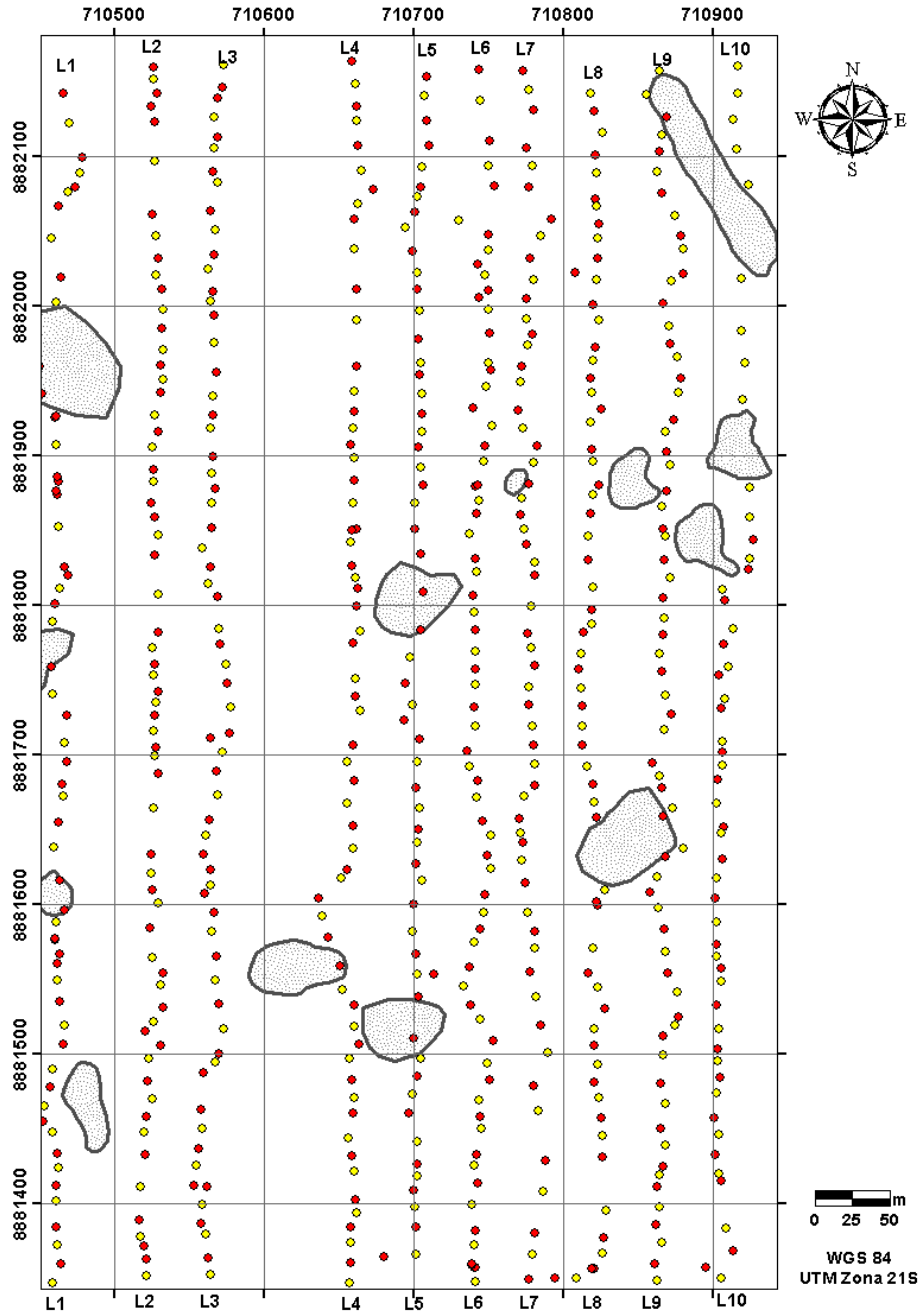 710500 710600 710700 710800 710900
L1 L2 L3 L4 L5 L6 L7 L8 L9 L10
N
W E
S
8882100
8882000
8881900
8881800
8881700
8881600
8881500
8881400
0 25 50 m
WGS 84
UTM Zona 21S
L1 L2 L3 L4 L5 L6 L7 L8 L9 L10